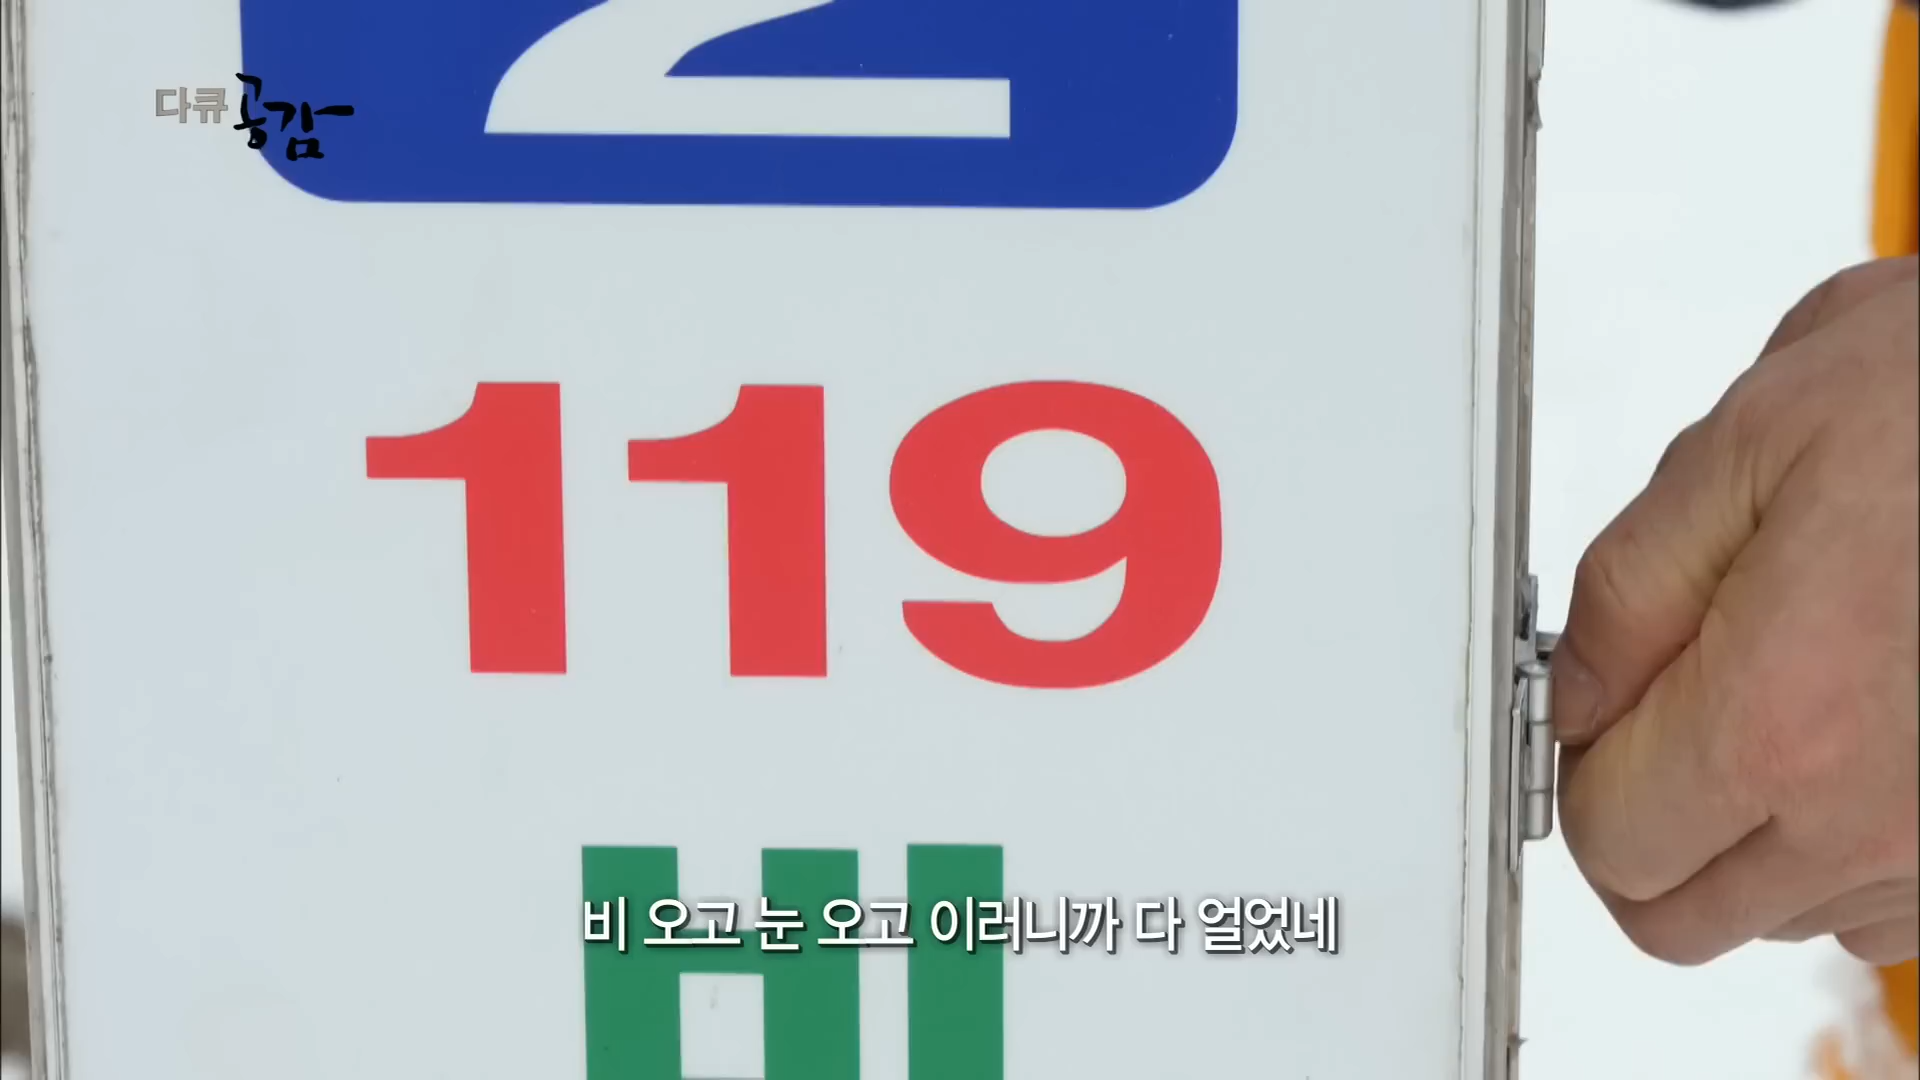 2
다큐 공감
119
비
비 오고 눈 오고 이러니까 다 얼었네